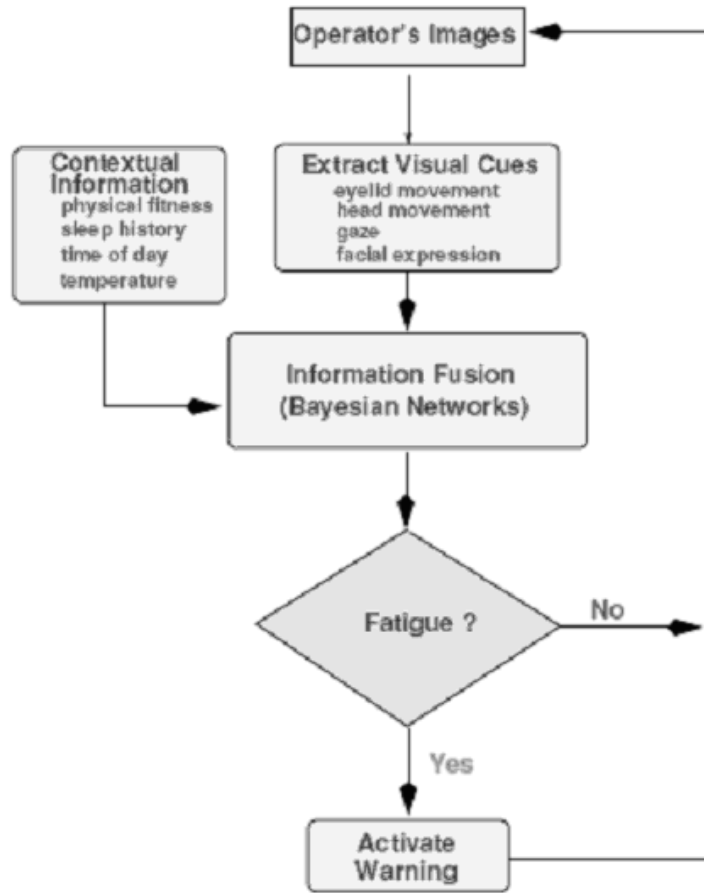 Operator's Images
Contextual
Information
physical fitness
sleep history
time of day
temperature
Extract Visual Cues
eyelid movement
head movement
gaze
facial expression
Information Fusion
(Bayesian Networks)
Fatigue ?
No
Yes
Activate
Warning